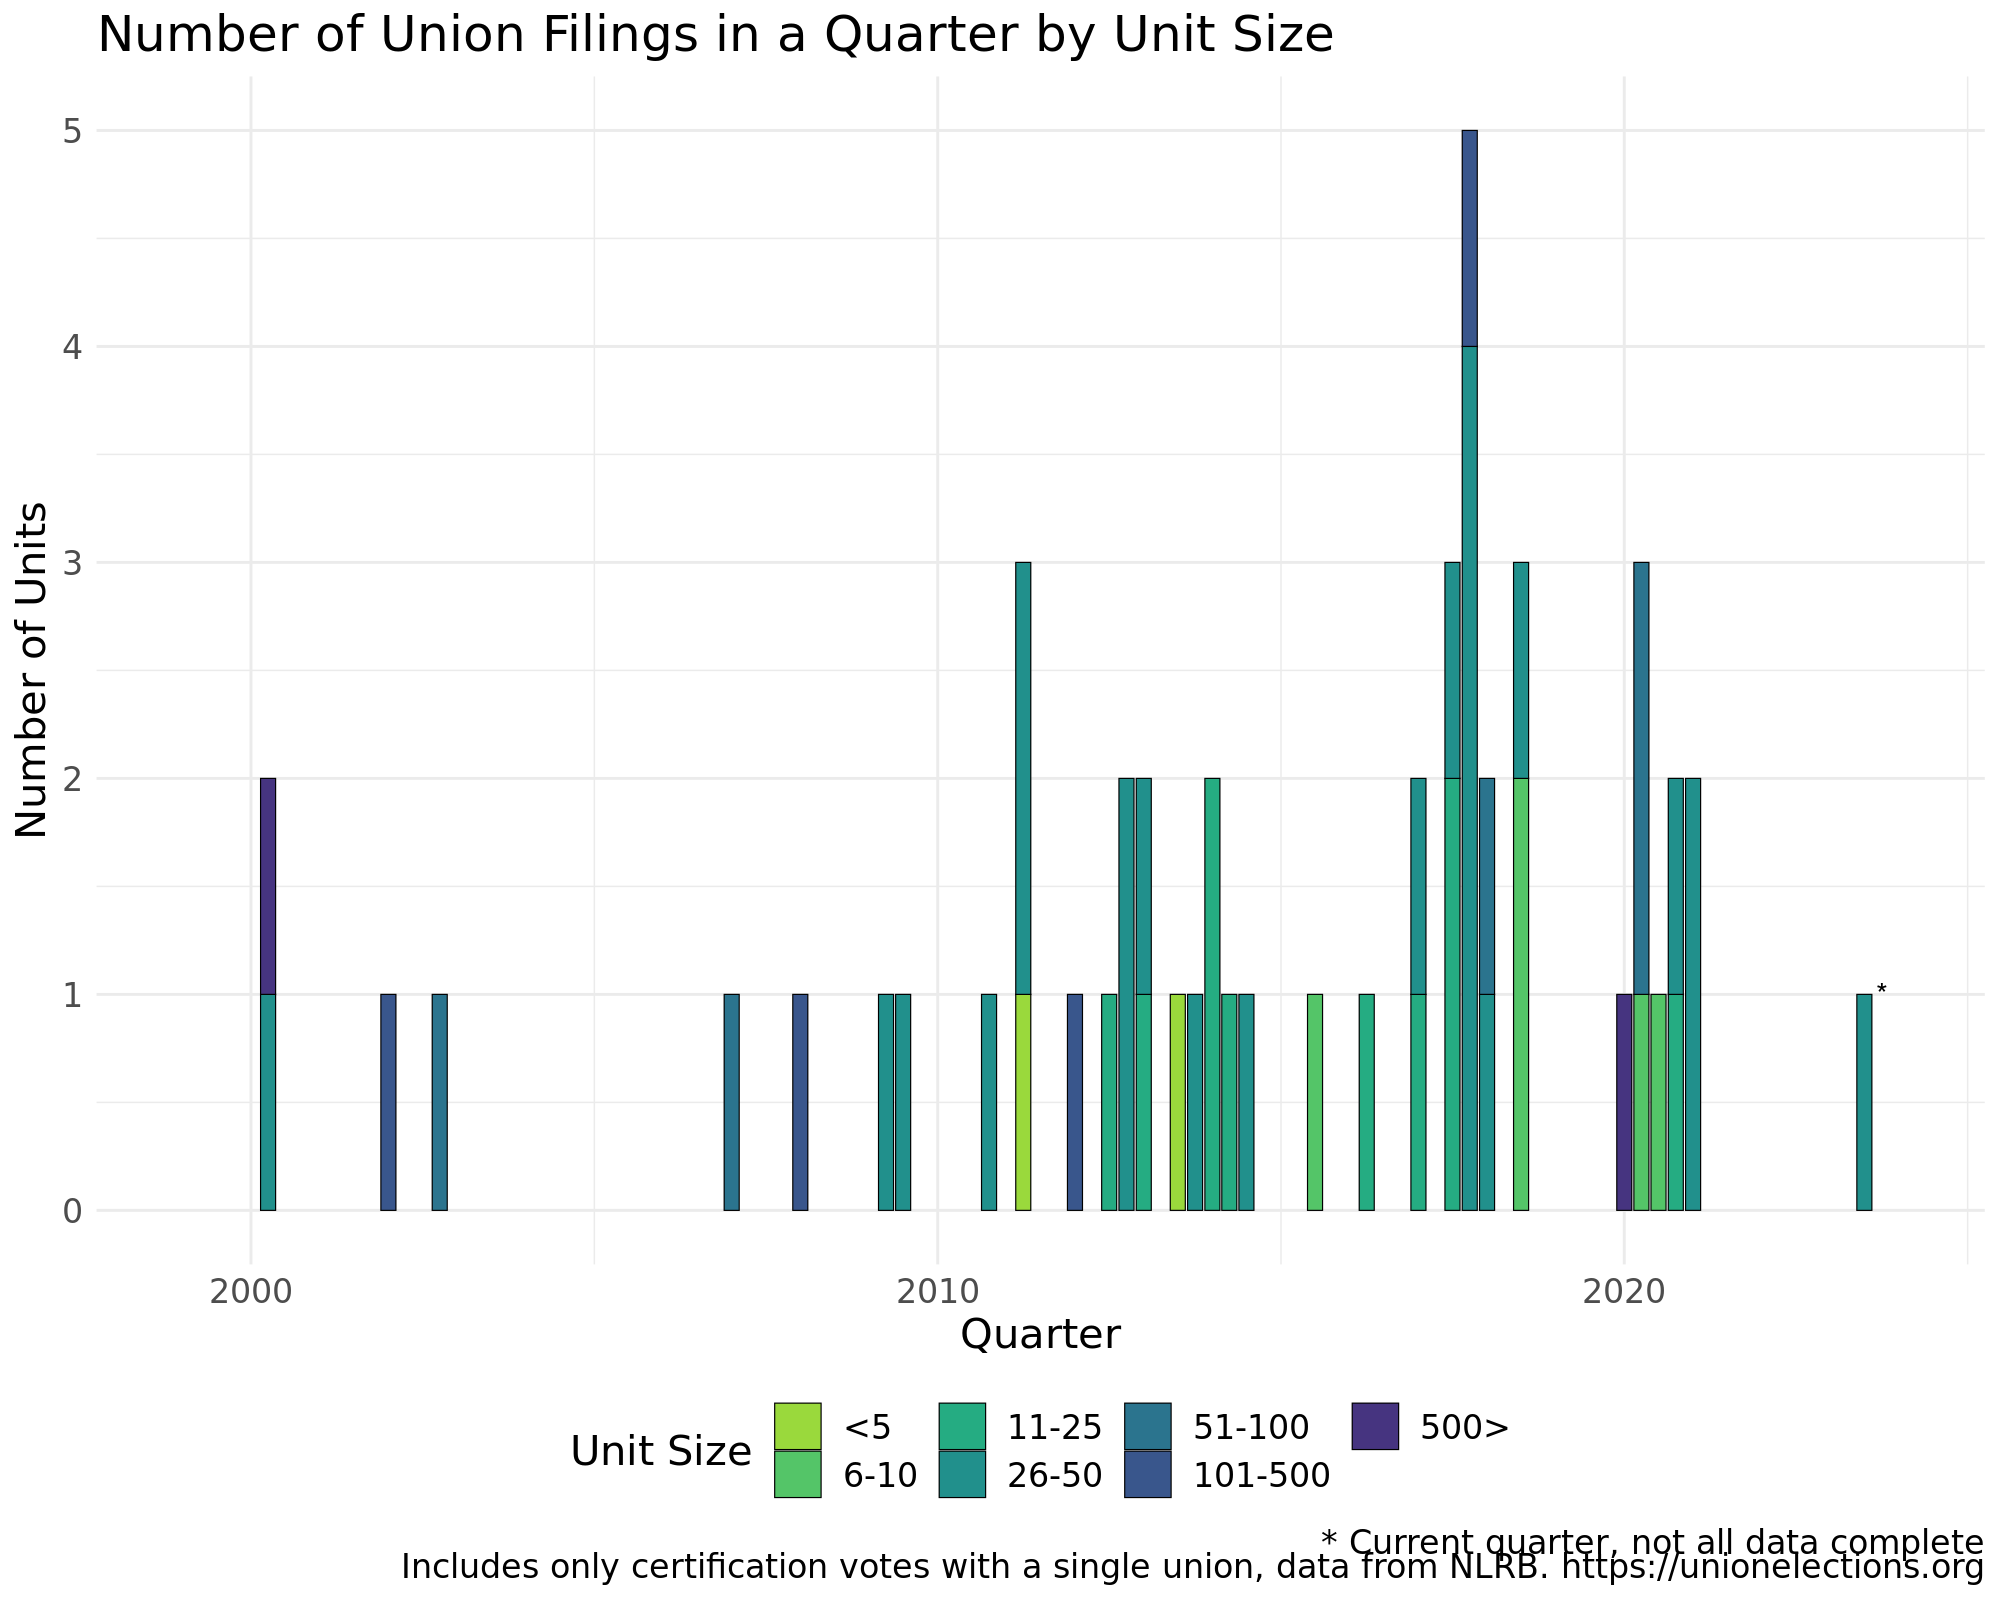 Number of Union Filings in a Quarter by Unit Size
5
4
3
2
1
0
Number of Units
*
2000 2010 2020
Quarter
Unit Size
<5 11-25 51-100 500>
6-10 26-50 101-500
* Current quarter, not all data complete
Includes only certification votes with a single union, data from NLRB. https://unionelections.org